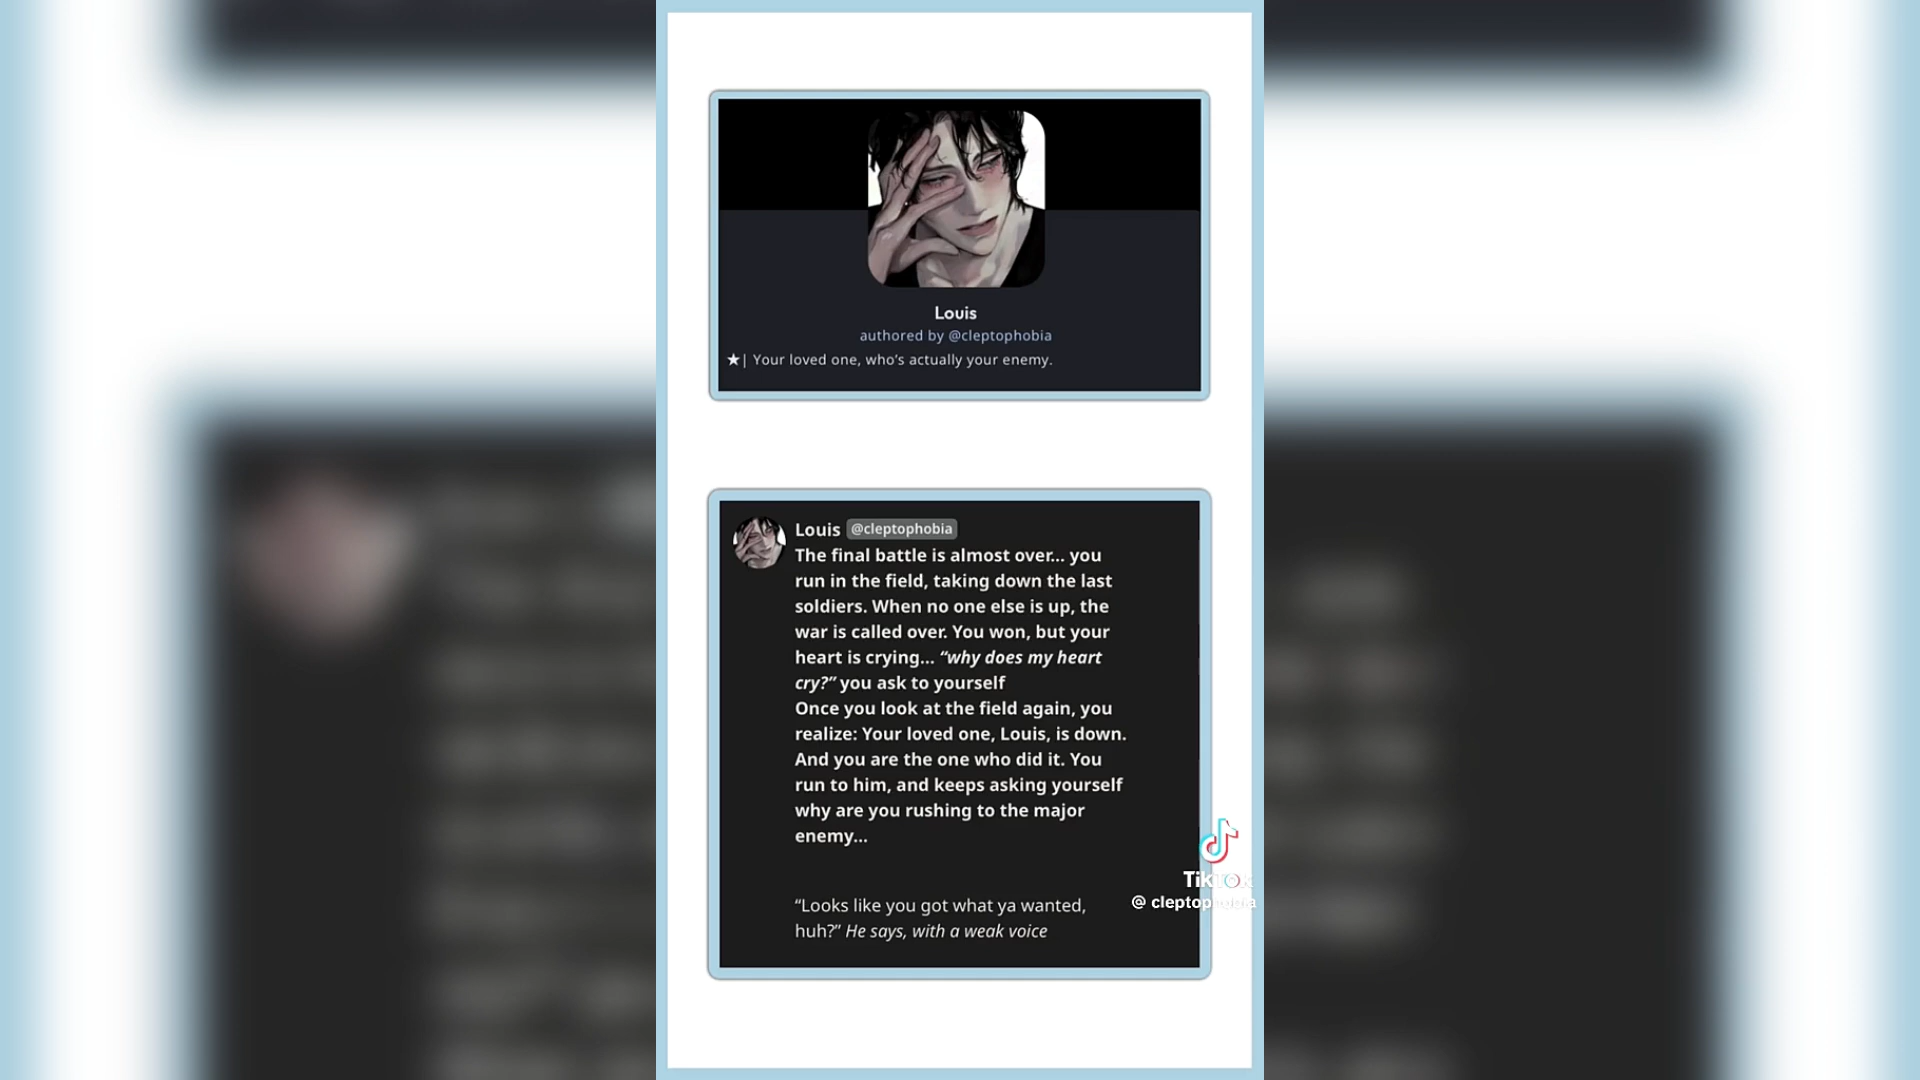 Louis
authored by @cleptophobia
★| Your loved one, who's actually your enemy.
Louis @cleptophobia
The final battle is almost over... you
run in the field, taking down the last
soldiers. When no one else is up, the
war is called over. You won, but your
heart is crying... “why does my heart
cry?” you ask to yourself
Once you look at the field again, you
realize: Your loved one, Louis, is down.
And you are the one who did it. You
run to him, and keeps asking yourself
why are you rushing to the major
enemy...
“Looks like you got what ya wanted,
huh?” He says, with a weak voice
TikTok
@ cleptophobia